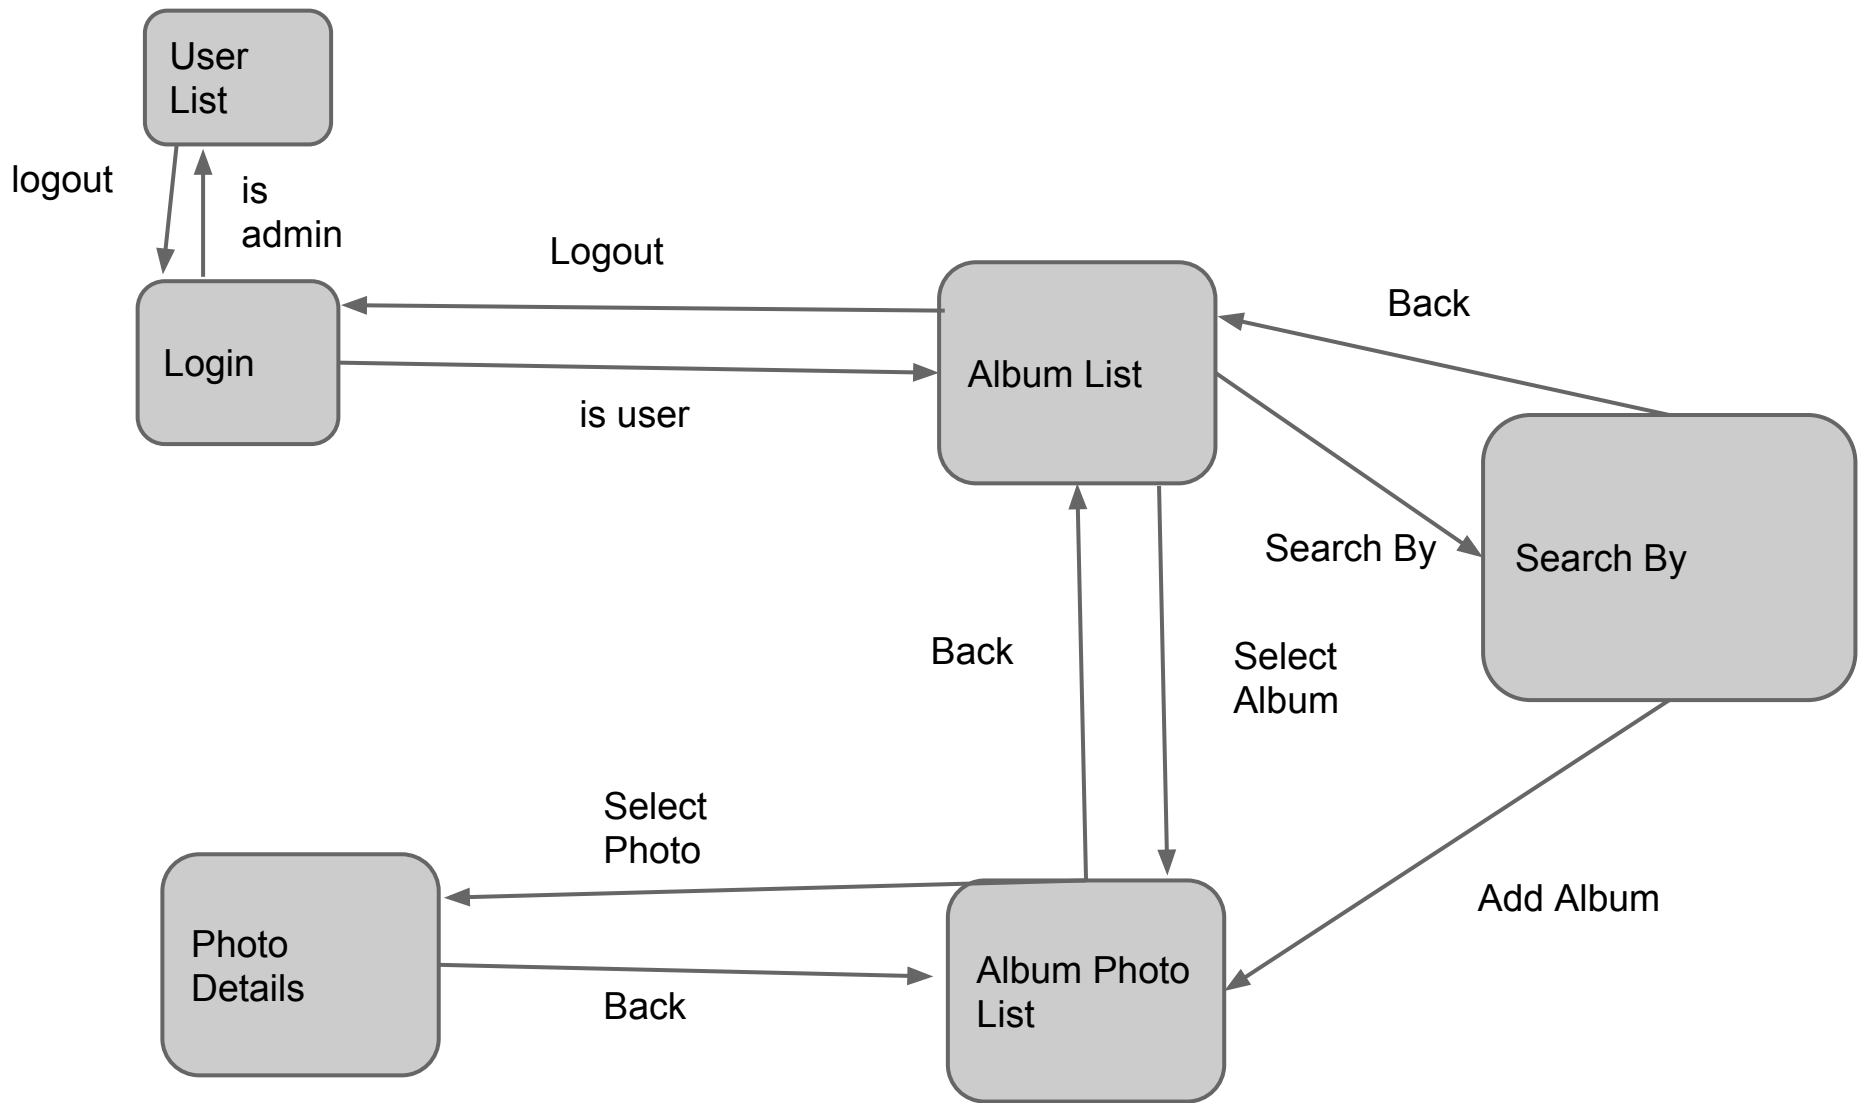 User
List
logout
is
admin
Logout
Login
is user
Album List
Back
Search By
Search By
Back
Select
Album
Select
Photo
Photo
Details
Back
Album Photo
List
Add Album